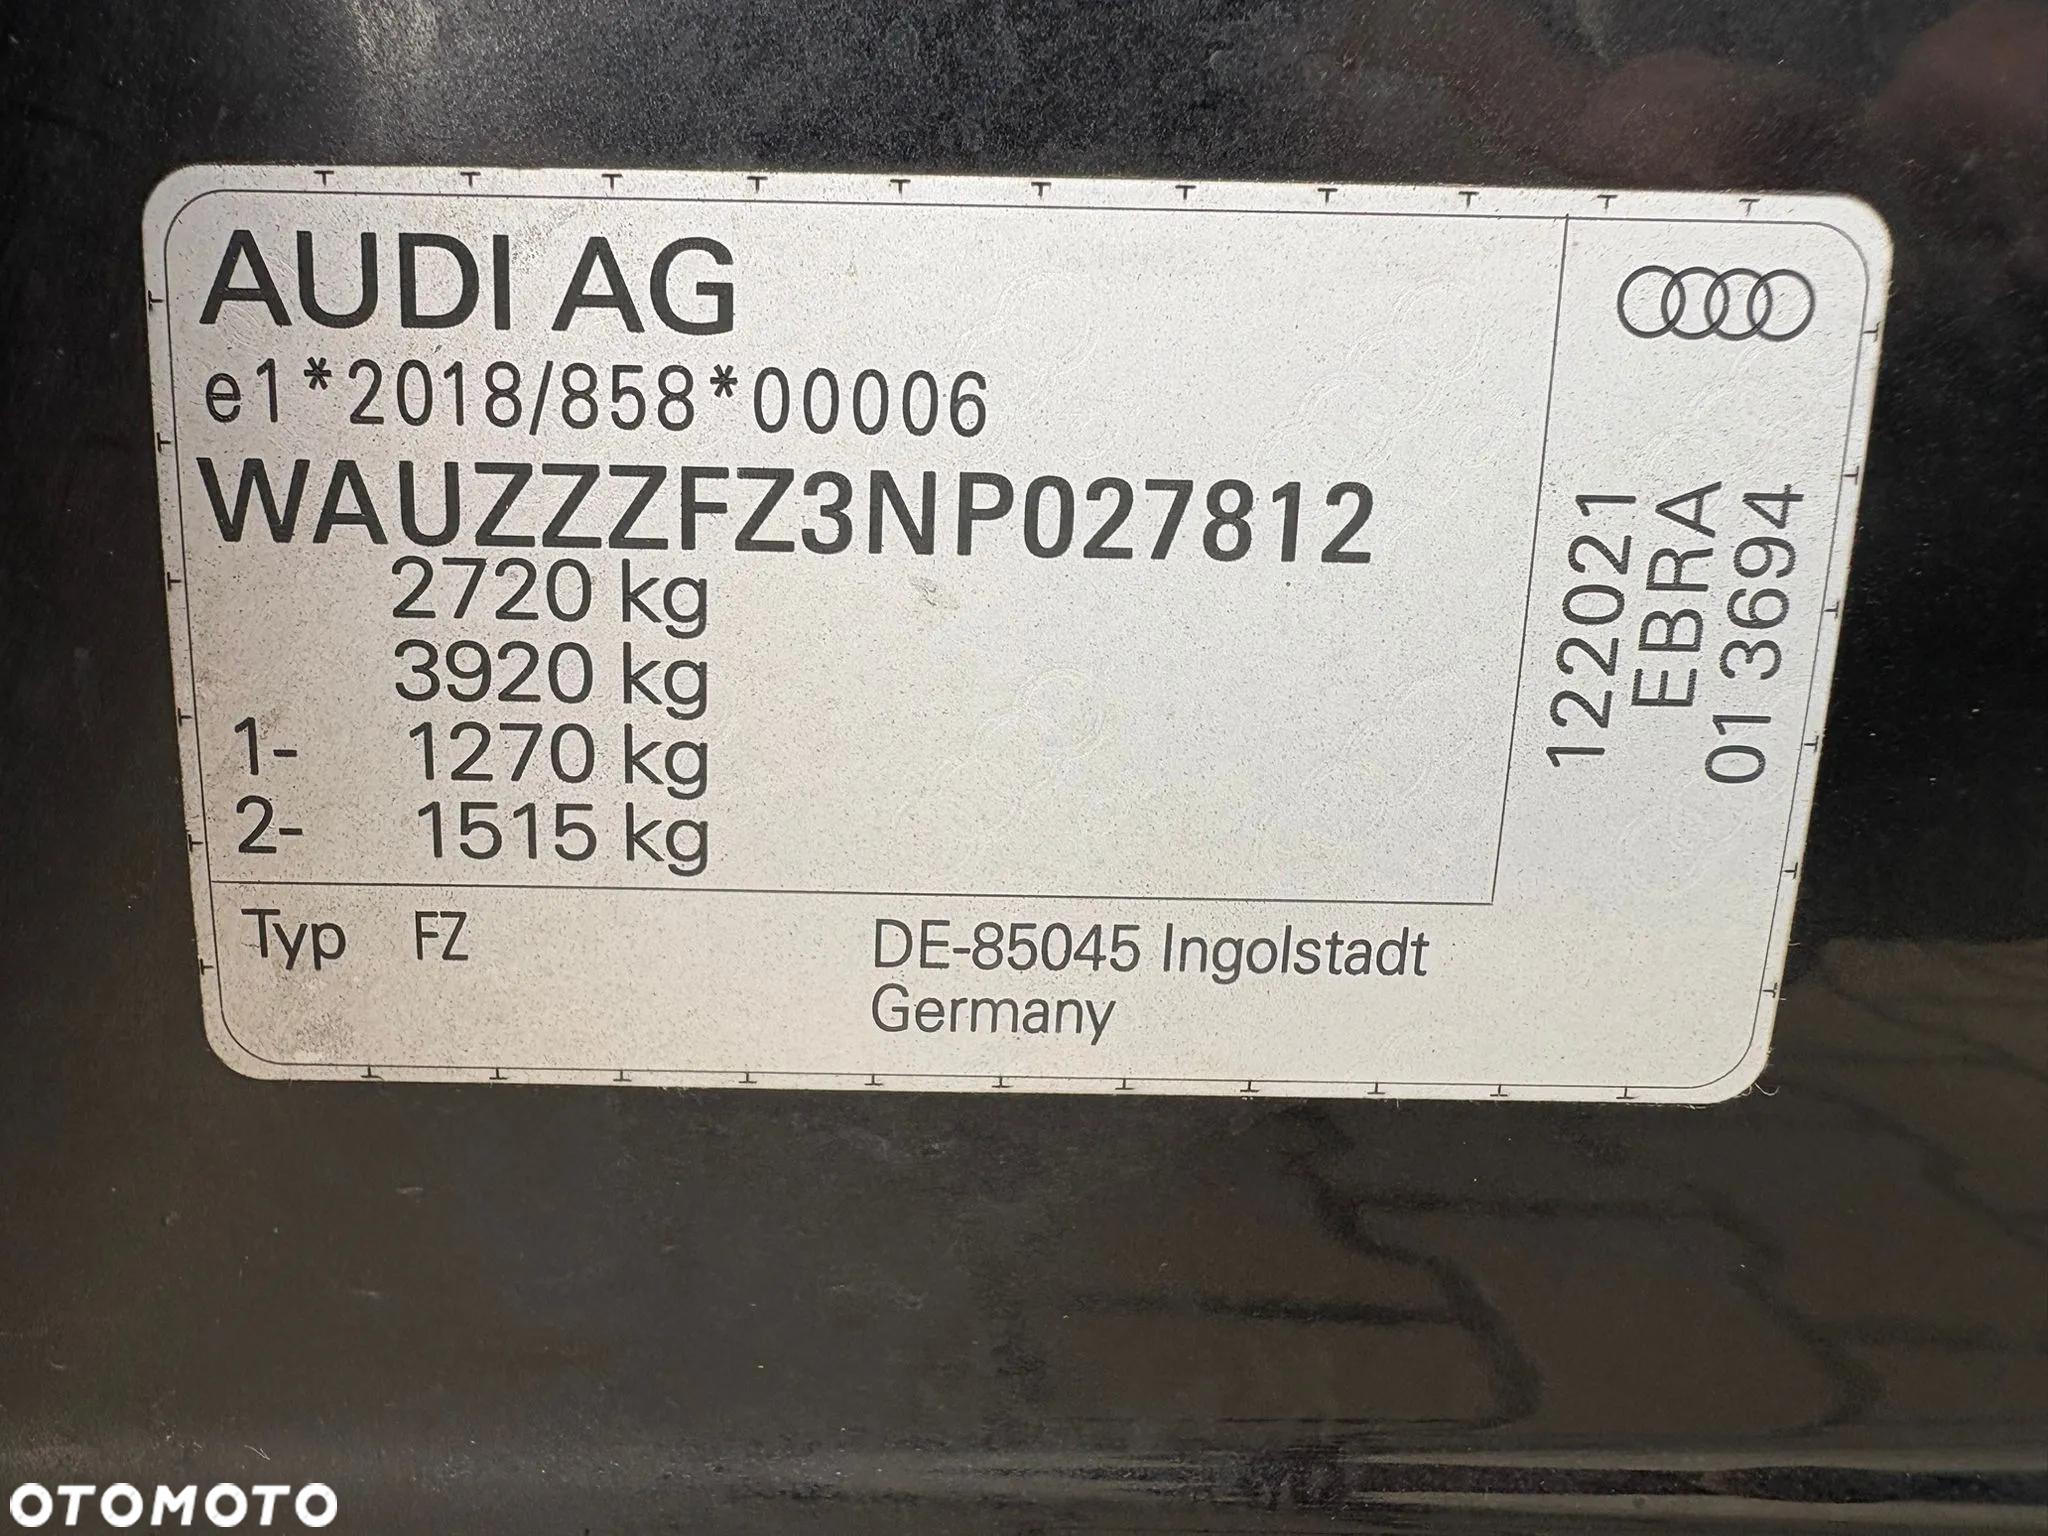 AUDI AG
e1*2018/858*00006
WAUZZZFZ3NP027812
2720 kg
3920 kg
1- 1270 kg
2- 1515 kg
Typ FZ
DE-85045 Ingolstadt
Germany
122021
EBRA
01 3694
OTOMOTO